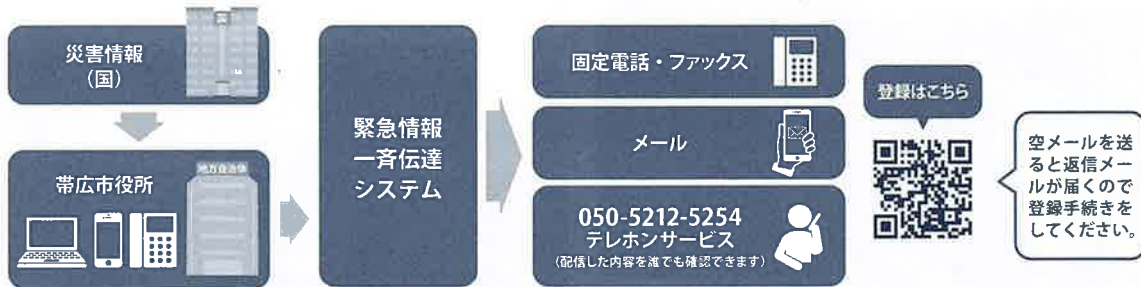 災害情報
（国）
帯広市役所
地方自治体
緊急情報
一斉伝達
システム
固定電話・ファックス
メール
050-5212-5254
テレホンサービス
（配信した内容を誰でも確認できます）
登録はこちら
空メールを送
ると返信メー
ルが届くので
登録手続きを
してください。